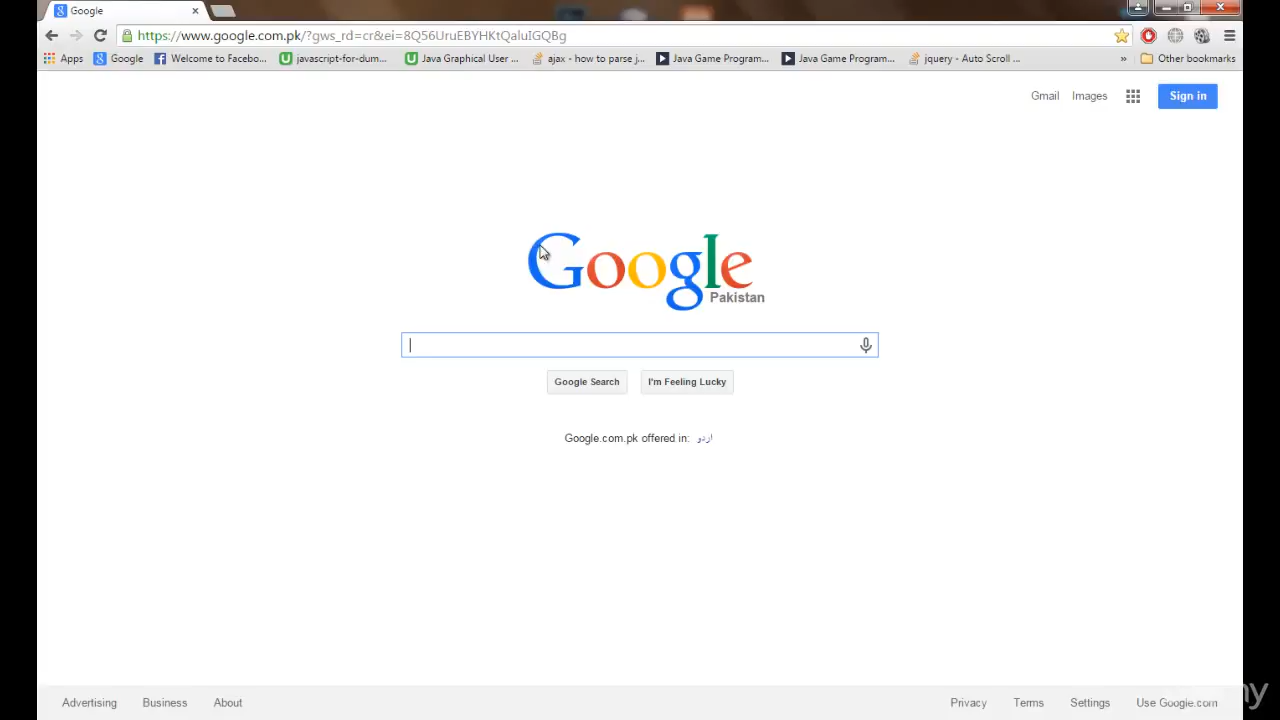 Google
https://www.google.com.pk/?gws_rd=cr&ei=8Q56UruEBYHKtQaluIGQBg
Apps Google Welcome to Facebo... javascript-for-dum... Java Graphical User ... ajax - how to parse j... Java Game Program... Java Game Program... jquery - Auto Scroll ... » Other bookmarks
Gmail Images Sign in
Google
Pakistan
Google Search I'm Feeling Lucky
Google.com.pk offered in: اردو
Advertising Business About Privacy Terms Settings Use Google.com